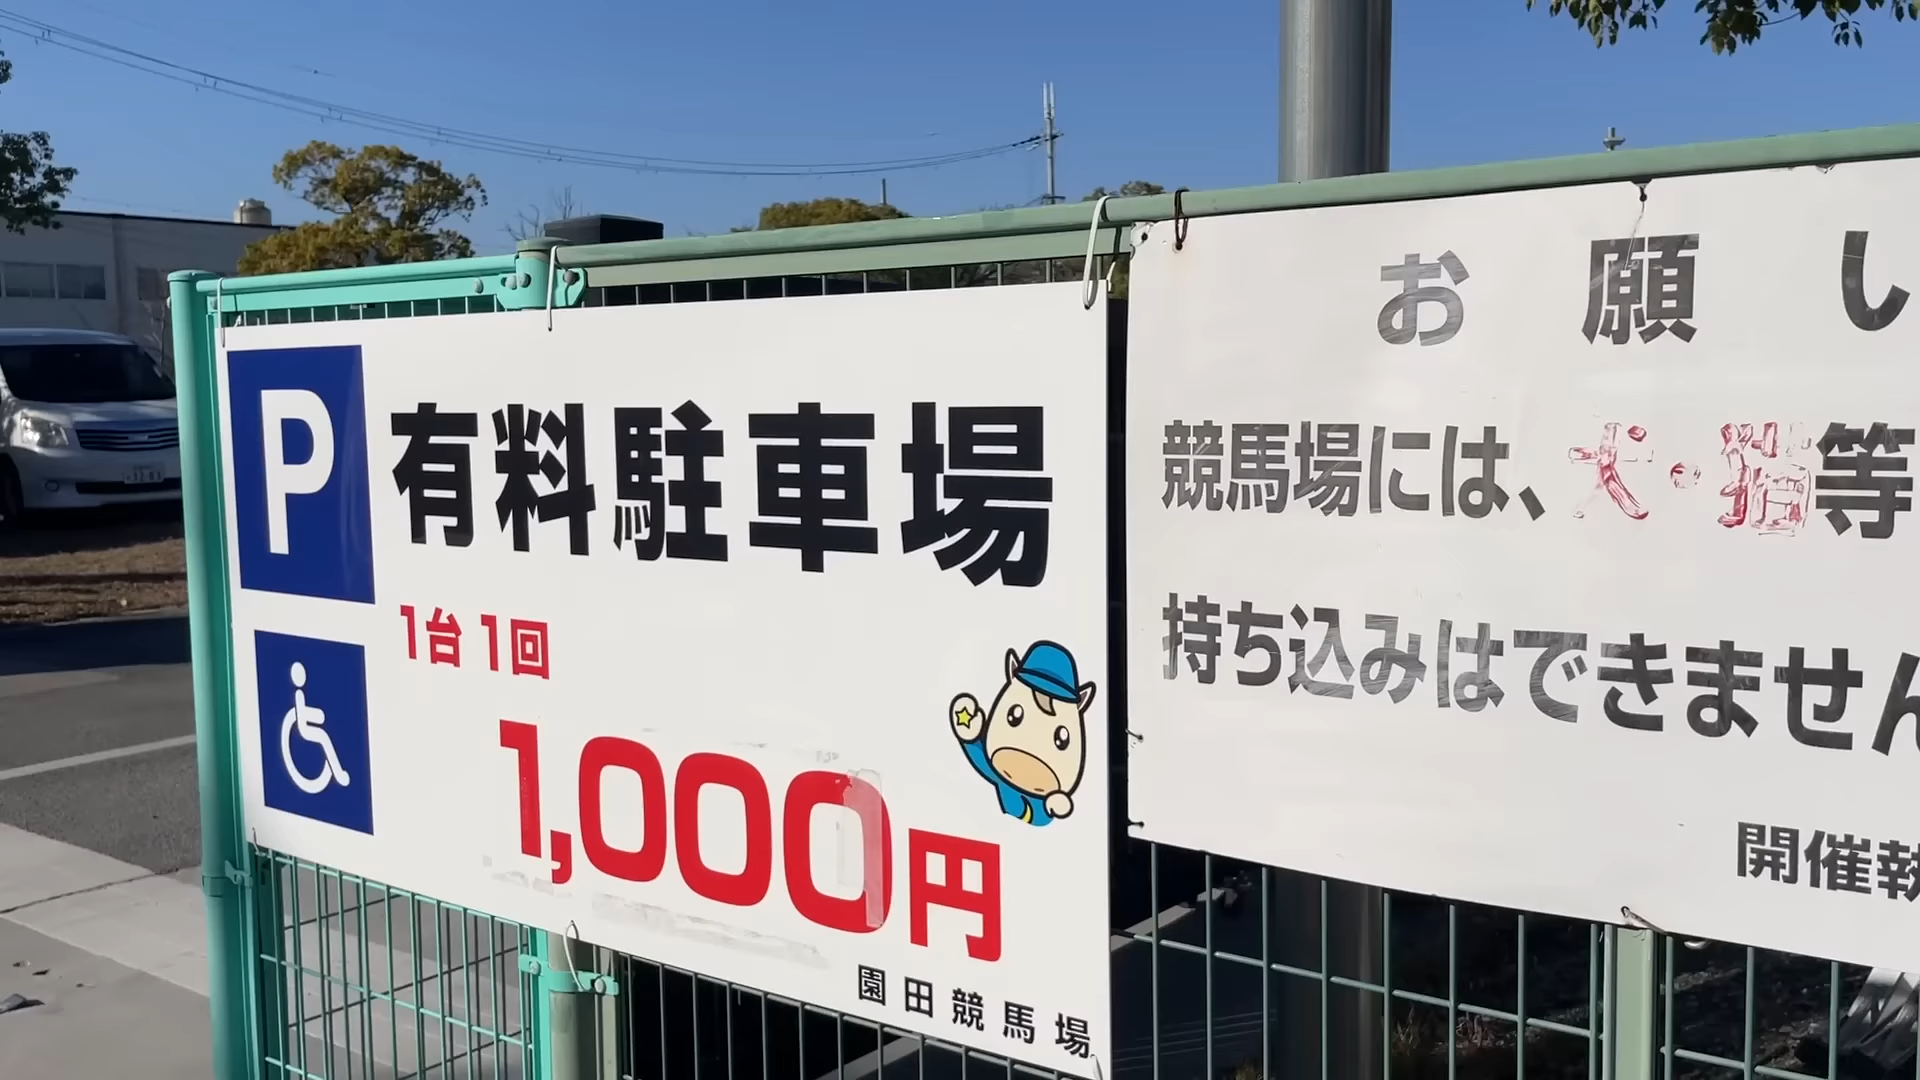 P
有料駐車場
1台 1回
1,000円
園田競馬場
お願い
競馬場には、犬・猫等
持ち込みはできません
開催執